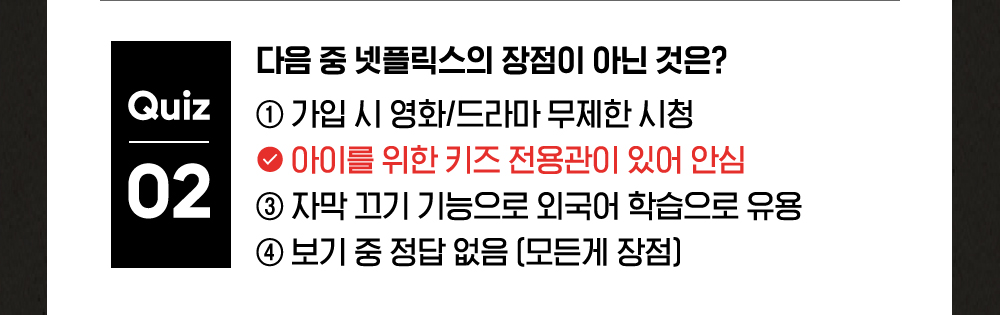 Quiz
02
다음 중 넷플릭스의 장점이 아닌 것은?
① 가입 시 영화/드라마 무제한 시청
아이를 위한 키즈 전용관이 있어 안심
③ 자막 끄기 기능으로 외국어 학습으로 유용
④ 보기 중 정답 없음 (모든게 장점)